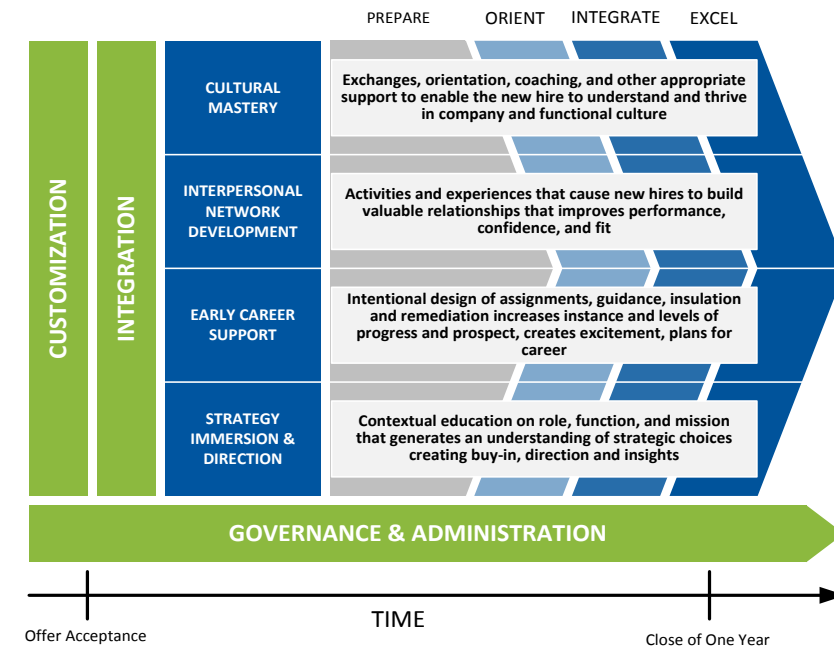 PREPARE
ORIENT
INTEGRATE
EXCEL
CUSTOMIZATION
INTEGRATION
CULTURAL
MASTERY
Exchanges, orientation, coaching, and other appropriate
support to enable the new hire to understand and thrive
in company and functional culture
INTERPERSONAL
NETWORK
DEVELOPMENT
Activities and experiences that cause new hires to build
valuable relationships that improves performance,
confidence, and fit
EARLY CAREER
SUPPORT
Intentional design of assignments, guidance, insulation
and remediation increases instance and levels of
progress and prospect, creates excitement, plans for
career
STRATEGY
IMMERSION &
DIRECTION
Contextual education on role, function, and mission
that generates an understanding of strategic choices
creating buy-in, direction and insights
GOVERNANCE & ADMINISTRATION
TIME
Offer Acceptance
Close of One Year